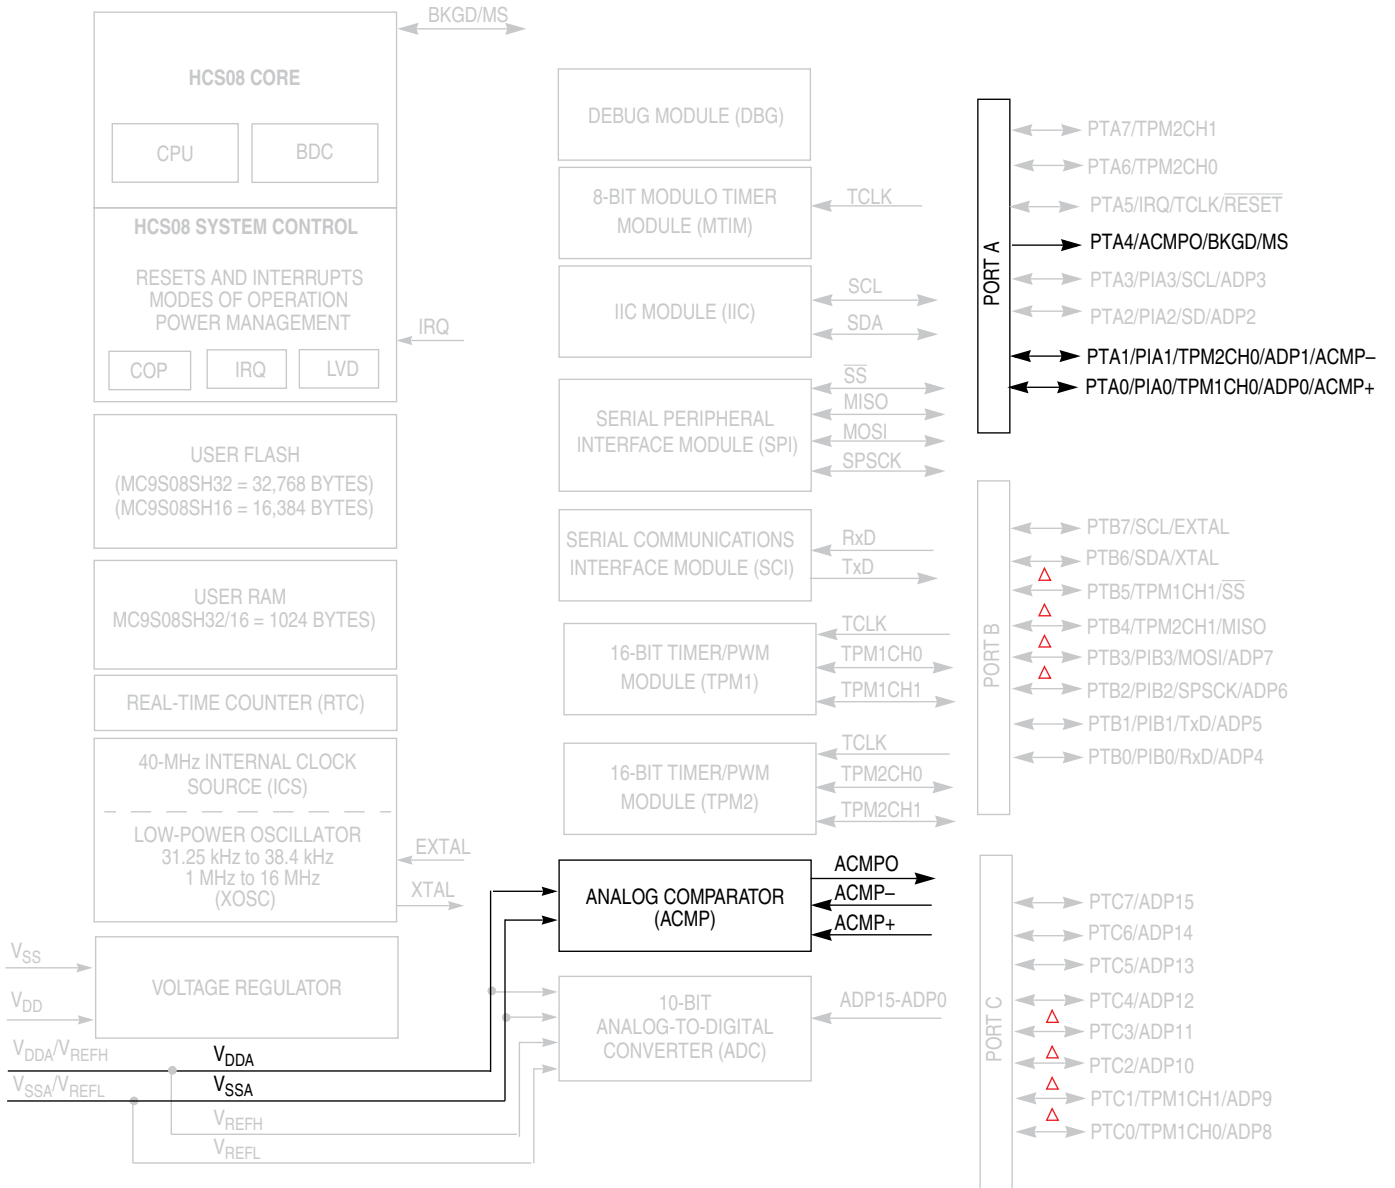 BKGD/MS
HCS08 CORE
CPU
BDC
HCS08 SYSTEM CONTROL
RESETS AND INTERRUPTS
MODES OF OPERATION
POWER MANAGEMENT
IRQ
COP
IRQ
LVD
USER FLASH
(MC9S08SH32 = 32,768 BYTES)
(MC9S08SH16 = 16,384 BYTES)
USER RAM
MC9S08SH32/16 = 1024 BYTES)
REAL-TIME COUNTER (RTC)
40-MHz INTERNAL CLOCK
SOURCE (ICS)
LOW-POWER OSCILLATOR
31.25 kHz to 38.4 kHz
1 MHz to 16 MHz
(XOSC)
EXTAL
XTAL
VSS
VDD
VOLTAGE REGULATOR
VDDA/VREFH
VDDA
VSSA/VREFL
VSSA
VREFH
VREFL
DEBUG MODULE (DBG)
8-BIT MODULO TIMER
MODULE (MTIM)
TCLK
IIC MODULE (IIC)
SCL
SDA
SERIAL PERIPHERAL
INTERFACE MODULE (SPI)
SS
MISO
MOSI
SPSCK
SERIAL COMMUNICATIONS
INTERFACE MODULE (SCI)
RxD
TxD
16-BIT TIMER/PWM
MODULE (TPM1)
TCLK
TPM1CH0
TPM1CH1
16-BIT TIMER/PWM
MODULE (TPM2)
TCLK
TPM2CH0
TPM2CH1
ANALOG COMPARATOR
(ACMP)
ACMPO
ACMP–
ACMP+
10-BIT
ANALOG-TO-DIGITAL
CONVERTER (ADC)
ADP15-ADP0
PORT A
PTA7/TPM2CH1
PTA6/TPM2CH0
PTA5/IRQ/TCLK/RESET
PTA4/ACMPO/BKGD/MS
PTA3/PIA3/SCL/ADP3
PTA2/PIA2/SD/ADP2
PTA1/PIA1/TPM2CH0/ADP1/ACMP–
PTA0/PIA0/TPM1CH0/ADP0/ACMP+
PORT B
PTB7/SCL/EXTAL
PTB6/SDA/XTAL
PTB5/TPM1CH1/SS
PTB4/TPM2CH1/MISO
PTB3/PIB3/MOSI/ADP7
PTB2/PIB2/SPSCK/ADP6
PTB1/PIB1/TxD/ADP5
PTB0/PIB0/RxD/ADP4
PORT C
PTC7/ADP15
PTC6/ADP14
PTC5/ADP13
PTC4/ADP12
PTC3/ADP11
PTC2/ADP10
PTC1/TPM1CH1/ADP9
PTC0/TPM1CH0/ADP8